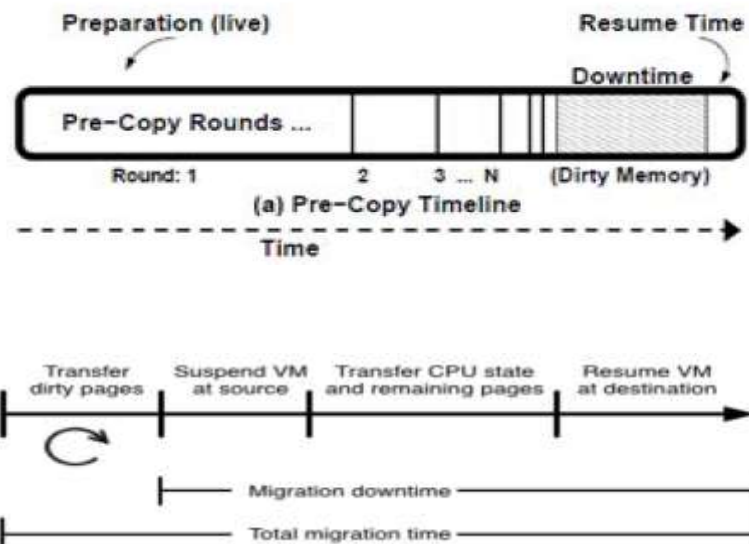 Preparation (live)
Resume Time
Downtime
Pre-Copy Rounds ...
Round: 1 2 3 ... N (Dirty Memory)
(a) Pre-Copy Timeline
Time
Transfer
dirty pages
Suspend VM
at source
Transfer CPU state
and remaining pages
Resume VM
at destination
Migration downtime
Total migration time